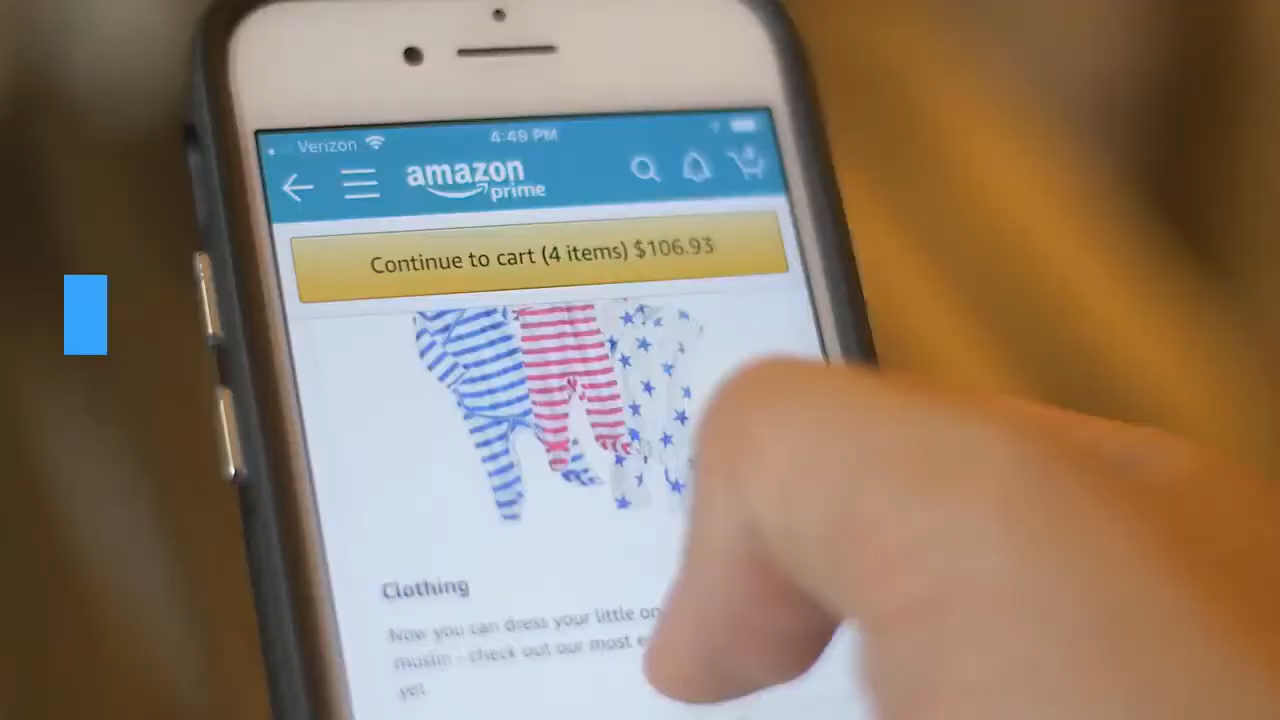 Verizon 4:49 PM
amazon
prime
Continue to cart (4 items) $106.93
Clothing
Now you can dress your little
muslin - check out our most
yet